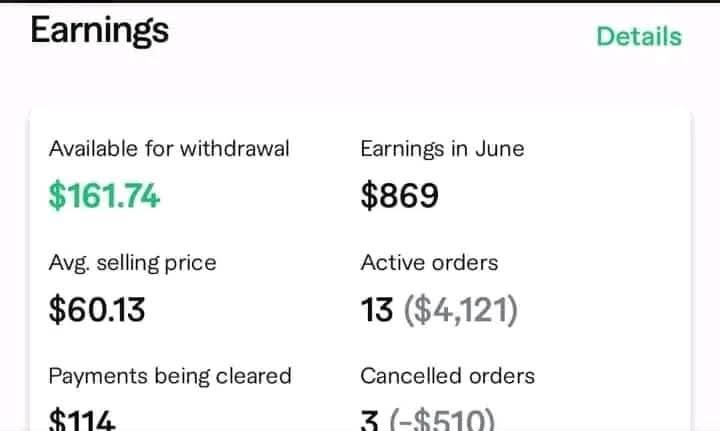 Earnings
Details
Available for withdrawal
Earnings in June
$161.74
$869
Avg. selling price
Active orders
$60.13
13 ($4,121)
Payments being cleared
Cancelled orders
$114
3 (-$510)